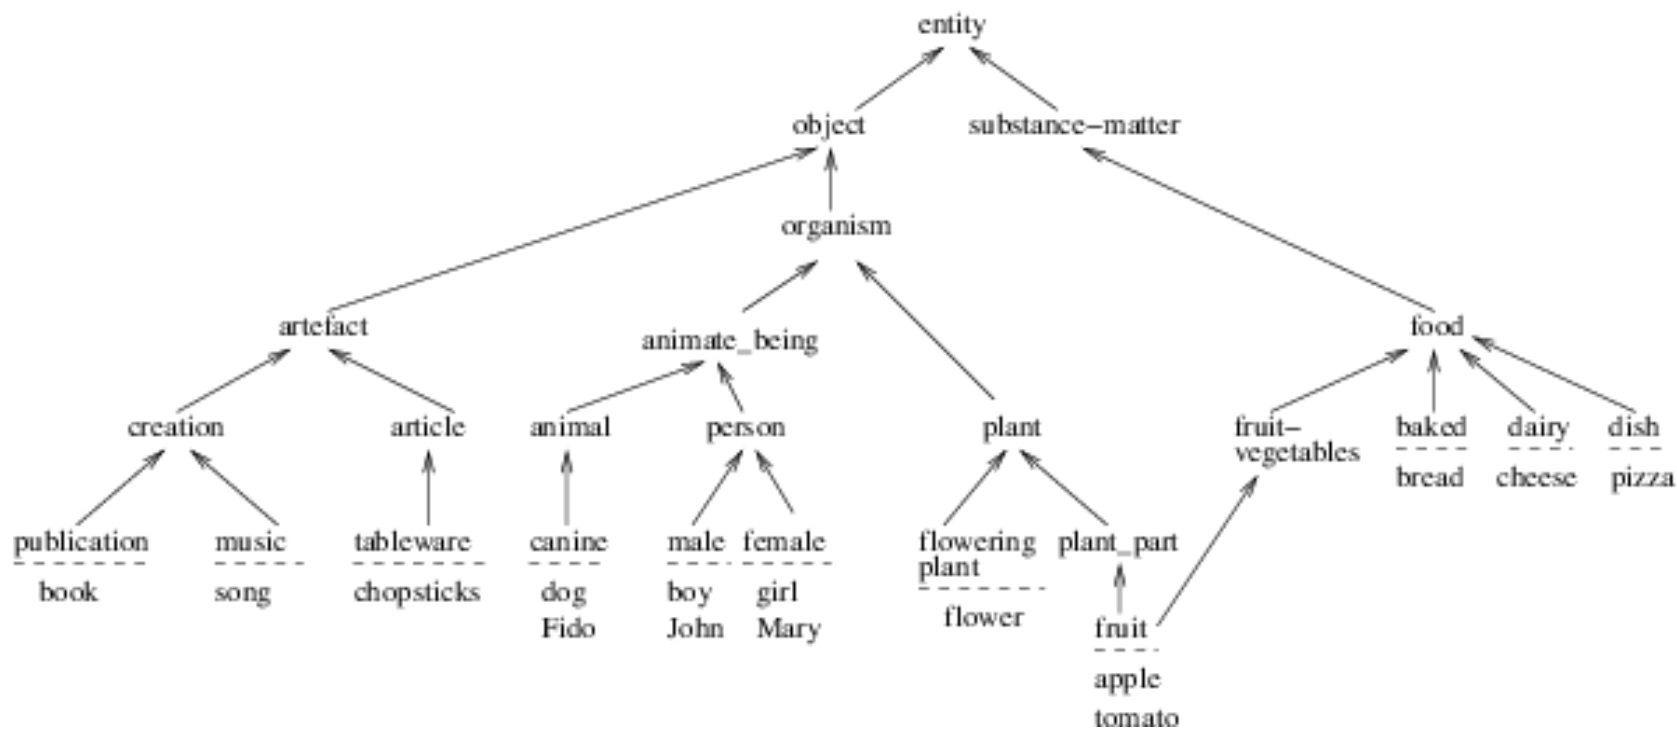 entity
object
substance-matter
organism
artefact
animate_being
food
creation
article
animal
person
plant
fruit-
vegetables
baked
dairy
dish
bread
cheese
pizza
publication
music
tableware
canine
male
female
flowering
plant
plant_part
book
song
chopsticks
dog
Fido
boy
John
girl
Mary
flower
fruit
apple
tomato